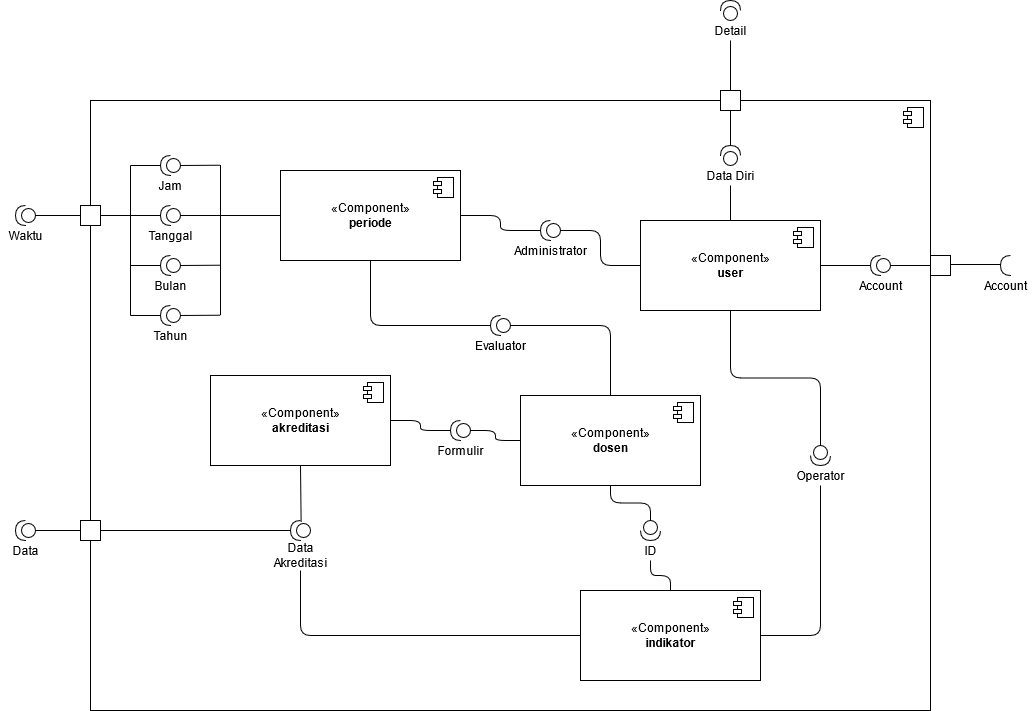 Detail
Data Diri
Jam
Waktu
Tanggal
Bulan
Tahun
«Component»
periode
Administrator
«Component»
user
Account
Account
Evaluator
«Component»
akreditasi
Formulir
«Component»
dosen
Operator
Data
Data
Akreditasi
ID
«Component»
indikator